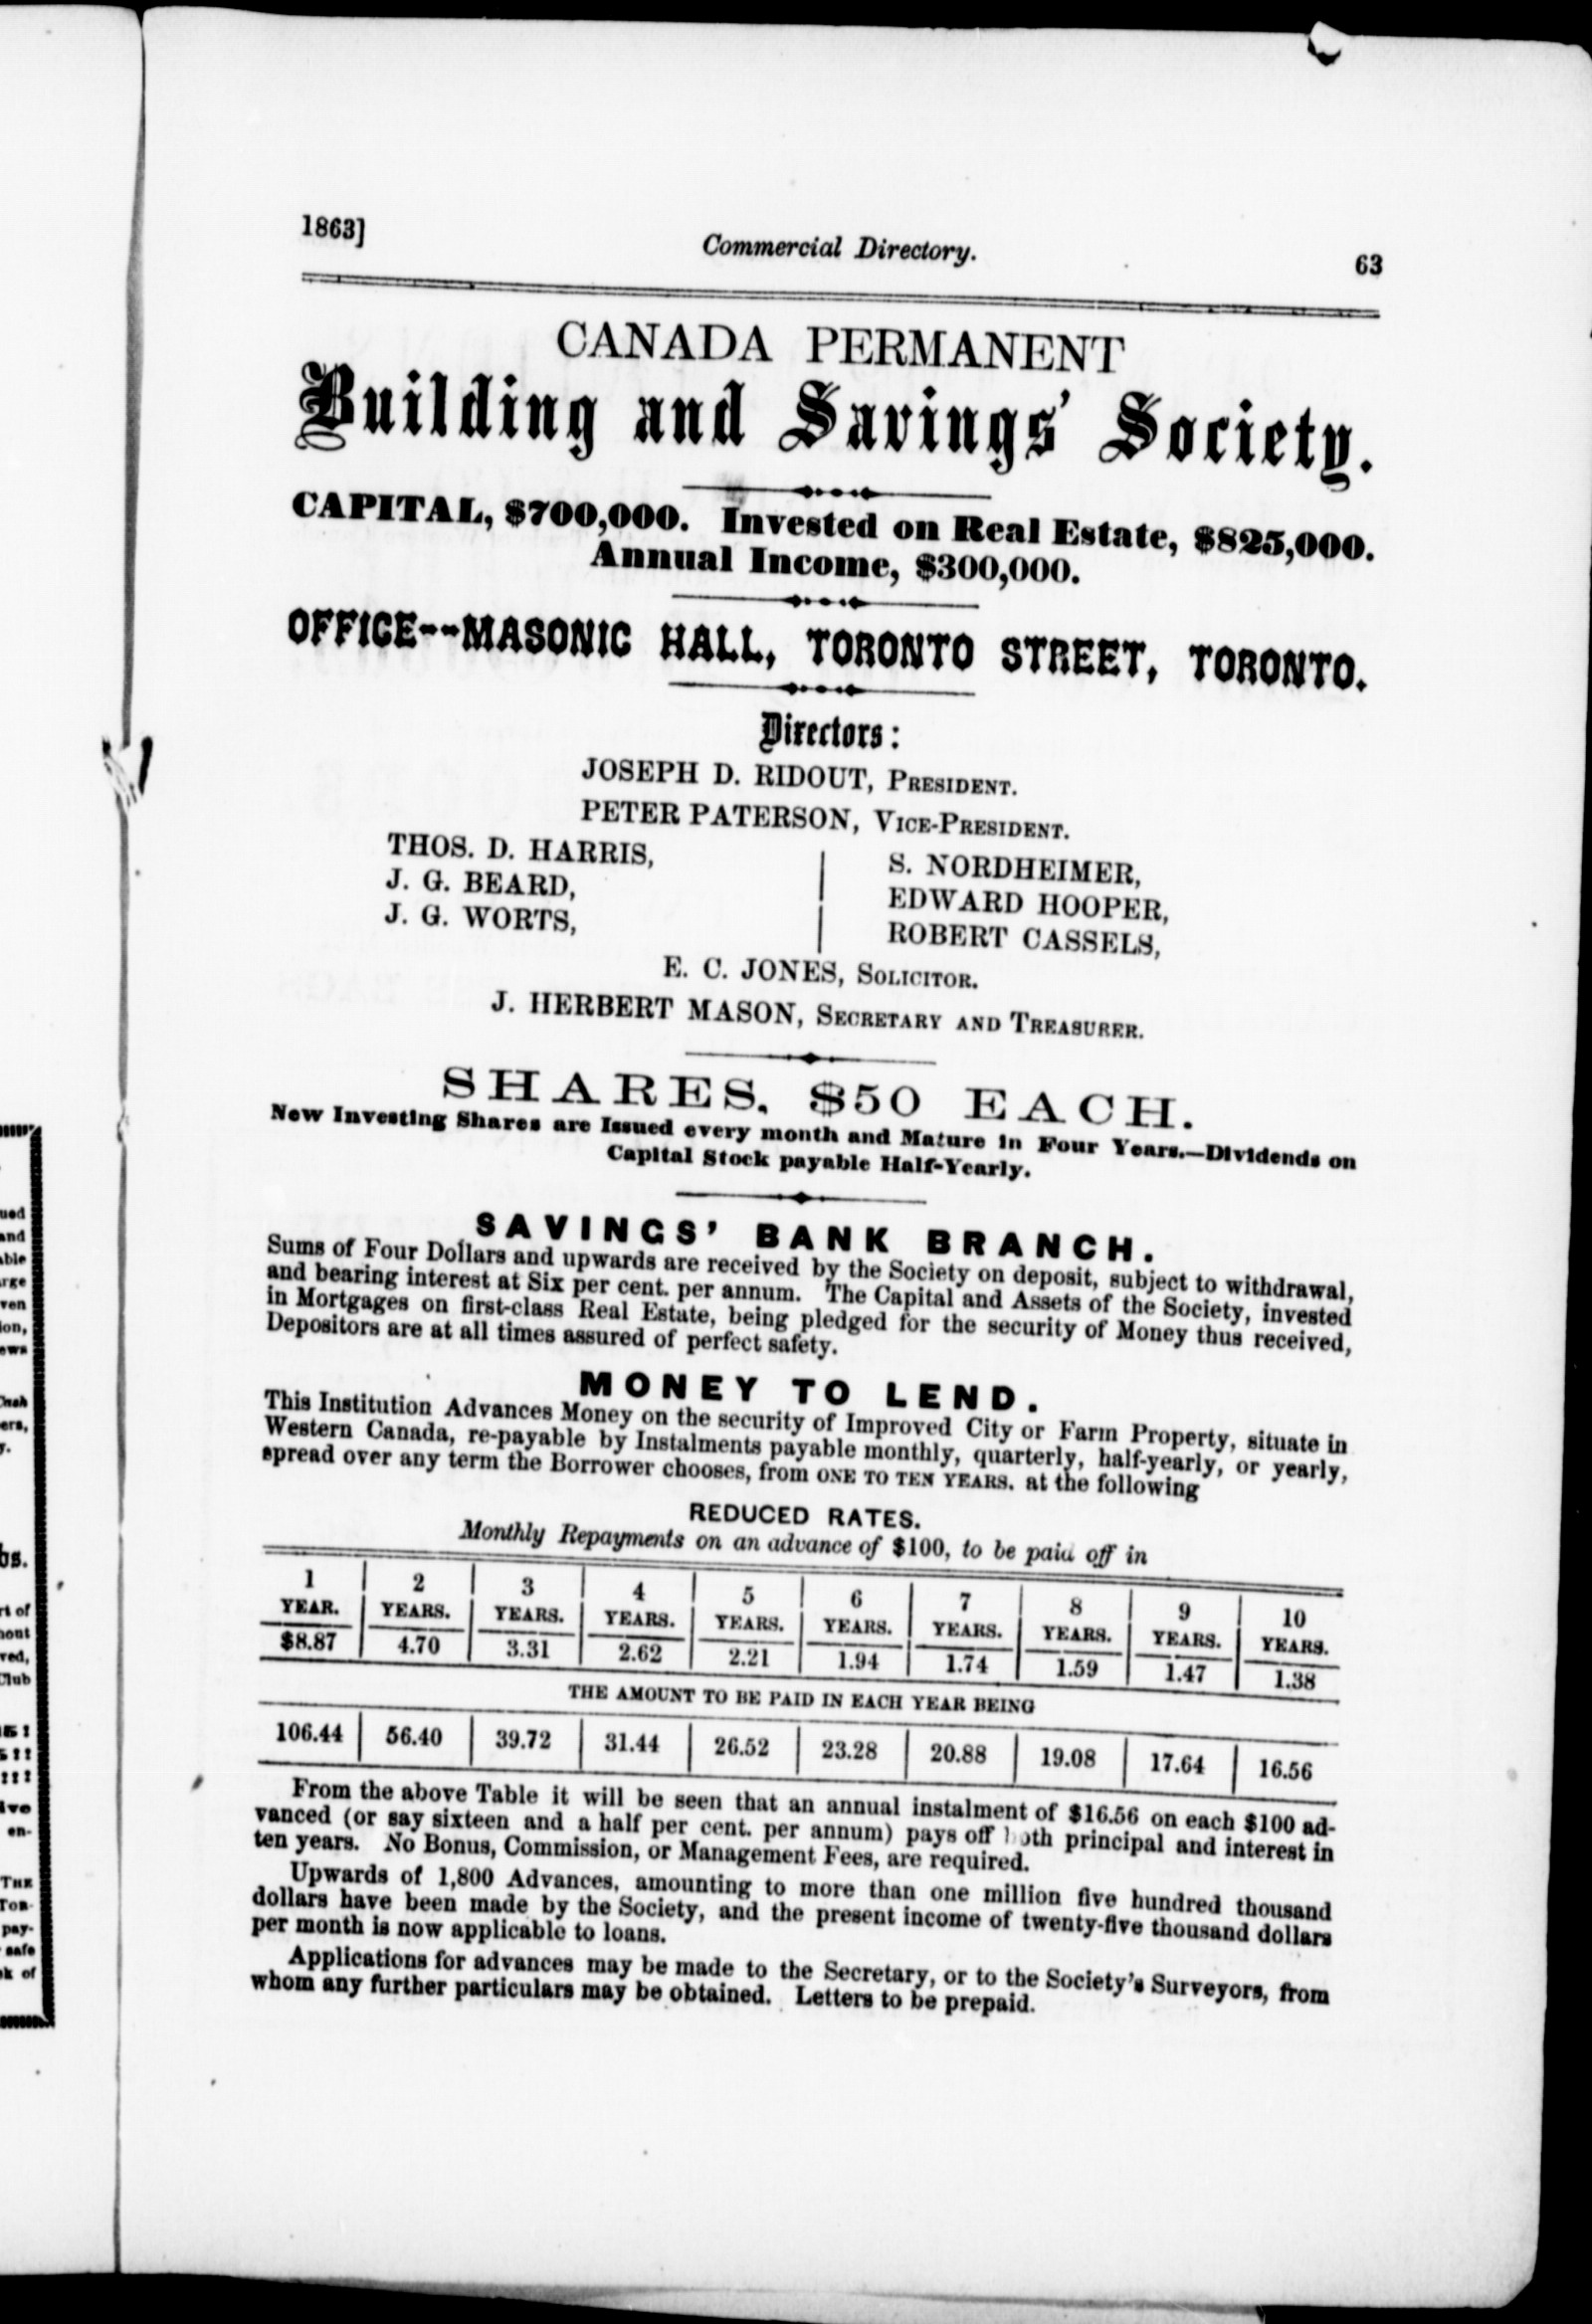 1863]
Commercial Directory.
63
CANADA PERMANENT
Building and Savings' Society.
CAPITAL, $700,000. Invested on Real Estate, $825,000.
Annual Income, $300,000.
OFFICE--MASONIC HALL, TORONTO STREET, TORONTO.
Directors:
JOSEPH D. RIDOUT, PRESIDENT.
PETER PATERSON, VICE-PRESIDENT.
THOS. D. HARRIS,
J. G. BEARD,
J. G. WORTS,
S. NORDHEIMER,
EDWARD HOOPER,
ROBERT CASSELS,
E. C. JONES, SOLICITOR.
J. HERBERT MASON, SECRETARY AND TREASURER.
SHARES, $50 EACH.
New Investing Shares are Issued every month and Mature in Four Years.—Dividends on
Capital Stock payable Half-Yearly.
SAVINGS' BANK BRANCH.
Sums of Four Dollars and upwards are received by the Society on deposit, subject to withdrawal,
and bearing interest at Six per cent. per annum. The Capital and Assets of the Society, invested
in Mortgages on first-class Real Estate, being pledged for the security of Money thus received,
Depositors are at all times assured of perfect safety.
MONEY TO LEND.
This Institution Advances Money on the security of Improved City or Farm Property, situate in
Western Canada, re-payable by Instalments payable monthly, quarterly, half-yearly, or yearly,
spread over any term the Borrower chooses, from ONE TO TEN YEARS, at the following
REDUCED RATES.
Monthly Repayments on an advance of $100, to be paid off in
1 2 3 4 5 6 7 8 9 10
YEAR. YEARS. YEARS. YEARS. YEARS. YEARS. YEARS. YEARS. YEARS. YEARS.
$8.87 4.70 3.31 2.62 2.21 1.94 1.74 1.59 1.47 1.38
THE AMOUNT TO BE PAID IN EACH YEAR BEING
106.44 56.40 39.72 31.44 26.52 23.28 20.88 19.08 17.64 16.56
From the above Table it will be seen that an annual instalment of $16.56 on each $100 ad-
vanced (or say sixteen and a half per cent. per annum) pays off both principal and interest in
ten years. No Bonus, Commission, or Management Fees, are required.
Upwards of 1,800 Advances, amounting to more than one million five hundred thousand
dollars have been made by the Society, and the present income of twenty-five thousand dollars
per month is now applicable to loans.
Applications for advances may be made to the Secretary, or to the Society's Surveyors, from
whom any further particulars may be obtained. Letters to be prepaid.